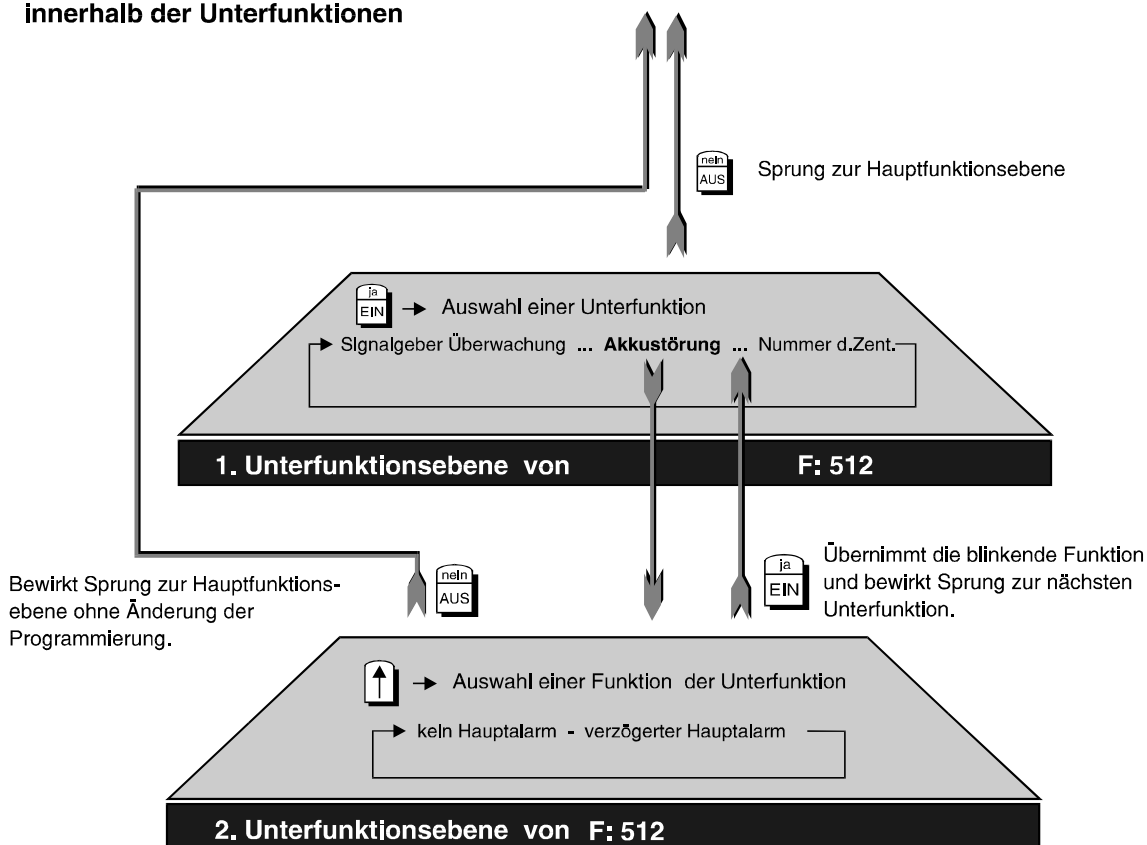 innerhalb der Unterfunktionen
nein
AUS
Sprung zur Hauptfunktionsebene
ja
EIN
Auswahl einer Unterfunktion
Signalgeber Überwachung ... Akkustörung ... Nummer d.Zent.
1. Unterfunktionsebene von F: 512
Bewirkt Sprung zur Hauptfunktions-
ebene ohne Änderung der
Programmierung.
nein
AUS
ja
EIN
Übernimmt die blinkende Funktion
und bewirkt Sprung zur nächsten
Unterfunktion.
Auswahl einer Funktion der Unterfunktion
kein Hauptalarm - verzögerter Hauptalarm
2. Unterfunktionsebene von F: 512